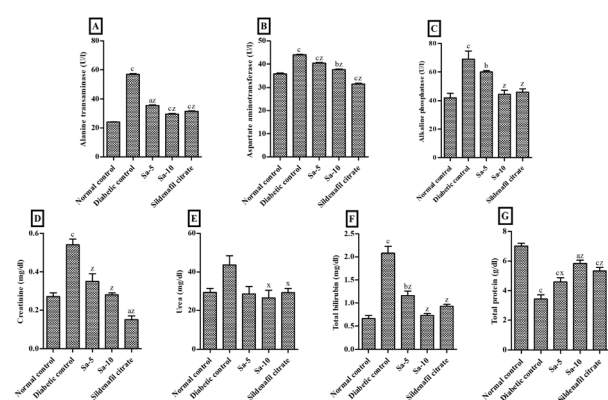 A
Alanine transaminase (U/l)
80
60
40
20
0
c
az
cz
cz
Normal control
Diabetic control
Sa-5
Sa-10
Sildenafil citrate
B
Aspartate aminotransferase (U/l)
50
40
30
20
10
0
c
cz
bz
cz
Normal control
Diabetic control
Sa-5
Sa-10
Sildenafil citrate
C
Alkaline phosphatase (U/l)
80
60
40
20
0
c
b
z
z
Normal control
Diabetic control
Sa-5
Sa-10
Sildenafil citrate
D
Creatinine (mg/dl)
0.6
0.4
0.2
0.0
c
z
z
az
Normal control
Diabetic control
Sa-5
Sa-10
Sildenafil citrate
E
Urea (mg/dl)
80
60
40
20
0
x
x
Normal control
Diabetic control
Sa-5
Sa-10
Sildenafil citrate
F
Total bilirubin (mg/dl)
2.5
2.0
1.5
1.0
0.5
0.0
c
bz
z
z
Normal control
Diabetic control
Sa-5
Sa-10
Sildenafil citrate
G
Total protein (g/dl)
8
6
4
2
0
c
cx
az
cz
Normal control
Diabetic control
Sa-5
Sa-10
Sildenafil citrate